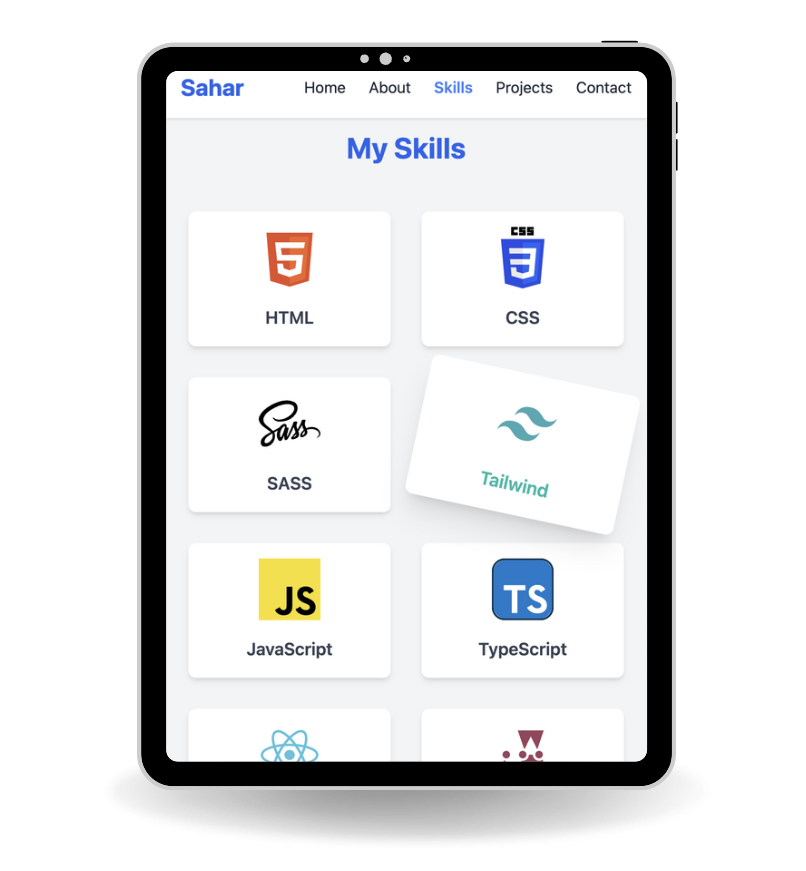 Sahar Home About Skills Projects Contact
My Skills
5
CSS
3
HTML CSS
Sass
SASS Tailwind
JS TS
JavaScript TypeScript